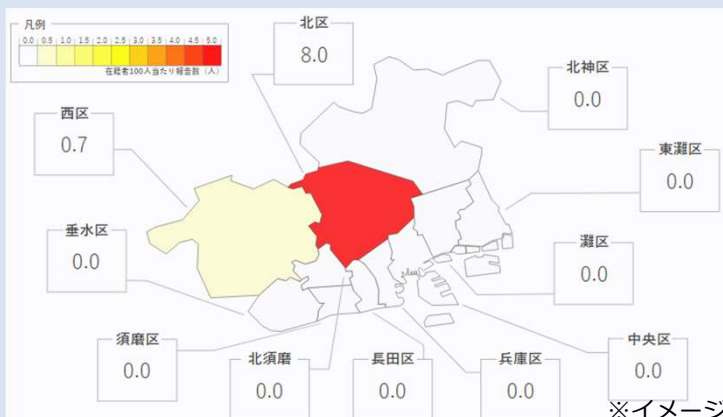 凡例
0.0 0.5 1.0 1.5 2.0 2.5 3.0 3.5 4.0 4.5 5.0
在籍者100人当たり報告数（人）
北区
8.0
北神区
0.0
西区
0.7
東灘区
0.0
垂水区
0.0
灘区
0.0
須磨区
0.0
北須磨
0.0
長田区
0.0
兵庫区
0.0
中央区
0.0
※イメージ